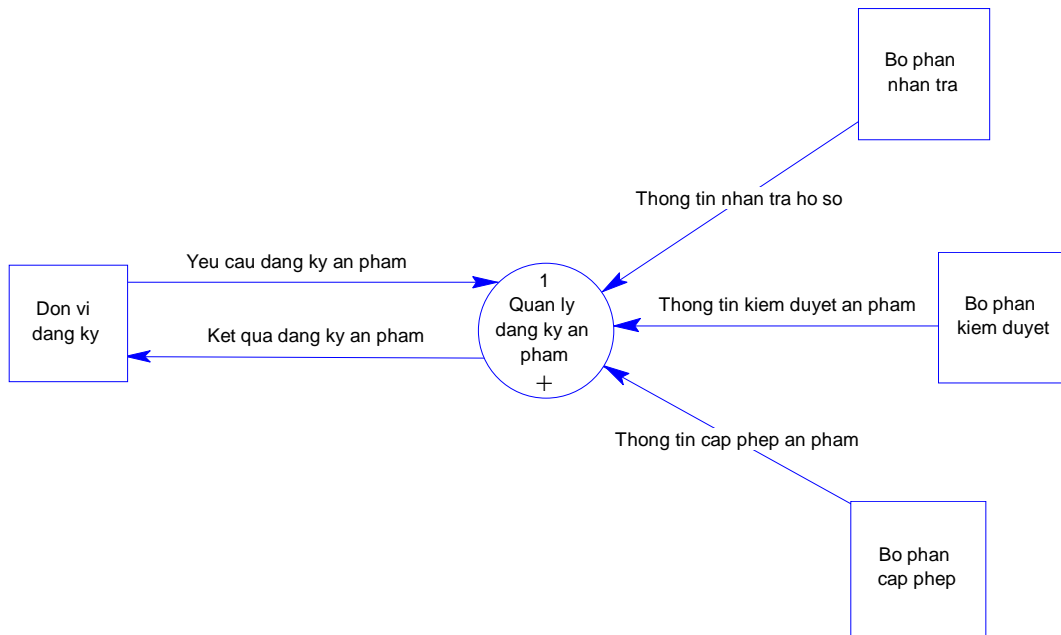 Bo phan
nhan tra
Thong tin nhan tra ho so
Yeu cau dang ky an pham
Don vi
dang ky
Ket qua dang ky an pham
1
Quan ly
dang ky an
pham
+
Thong tin kiem duyet an pham
Bo phan
kiem duyet
Thong tin cap phep an pham
Bo phan
cap phep